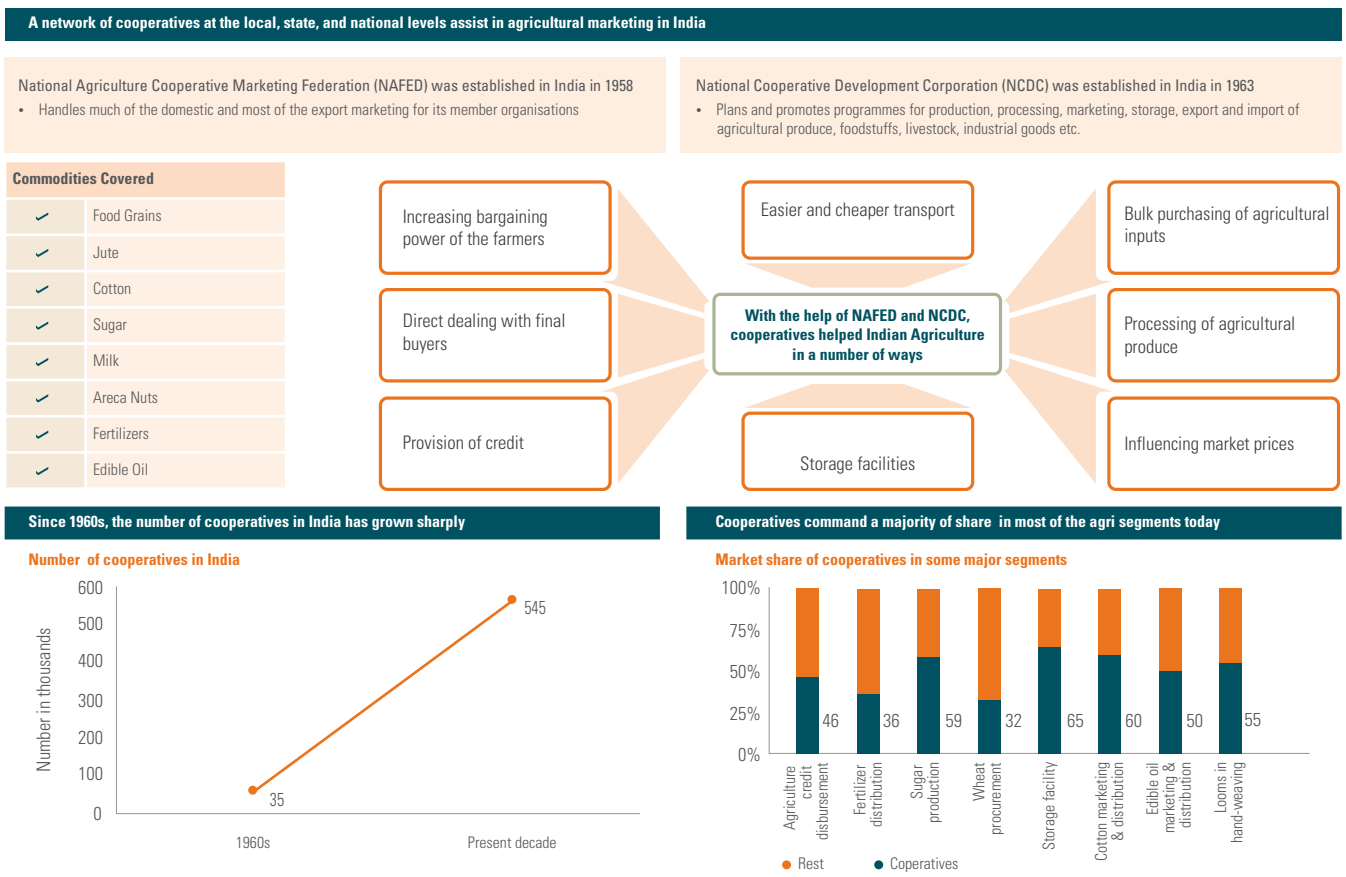 A network of cooperatives at the local, state, and national levels assist in agricultural marketing in India
National Agriculture Cooperative Marketing Federation (NAFED) was established in India in 1958
• Handles much of the domestic and most of the export marketing for its member organisations
National Cooperative Development Corporation (NCDC) was established in India in 1963
• Plans and promotes programmes for production, processing, marketing, storage, export and import of
agricultural produce, foodstuffs, livestock, industrial goods etc.
Commodities Covered
✓ Food Grains
✓ Jute
✓ Cotton
✓ Sugar
✓ Milk
✓ Areca Nuts
✓ Fertilizers
✓ Edible Oil
Increasing bargaining
power of the farmers
Direct dealing with final
buyers
Provision of credit
Easier and cheaper transport
With the help of NAFED and NCDC,
cooperatives helped Indian Agriculture
in a number of ways
Storage facilities
Bulk purchasing of agricultural
inputs
Processing of agricultural
produce
Influencing market prices
Since 1960s, the number of cooperatives in India has grown sharply
Number of cooperatives in India
Number in thousands
600
500
400
300
200
100
0
35
545
1960s
Present decade
Cooperatives command a majority of share in most of the agri segments today
Market share of cooperatives in some major segments
100%
75%
50%
25%
0%
46
36
59
32
65
60
50
55
Agriculture
credit
disbursement
Fertilizer
distribution
Sugar
production
Wheat
procurement
Storage facility
Cotton marketing
& distribution
Edible oil
marketing &
distribution
Looms in
hand-weaving
Rest
Coperatives